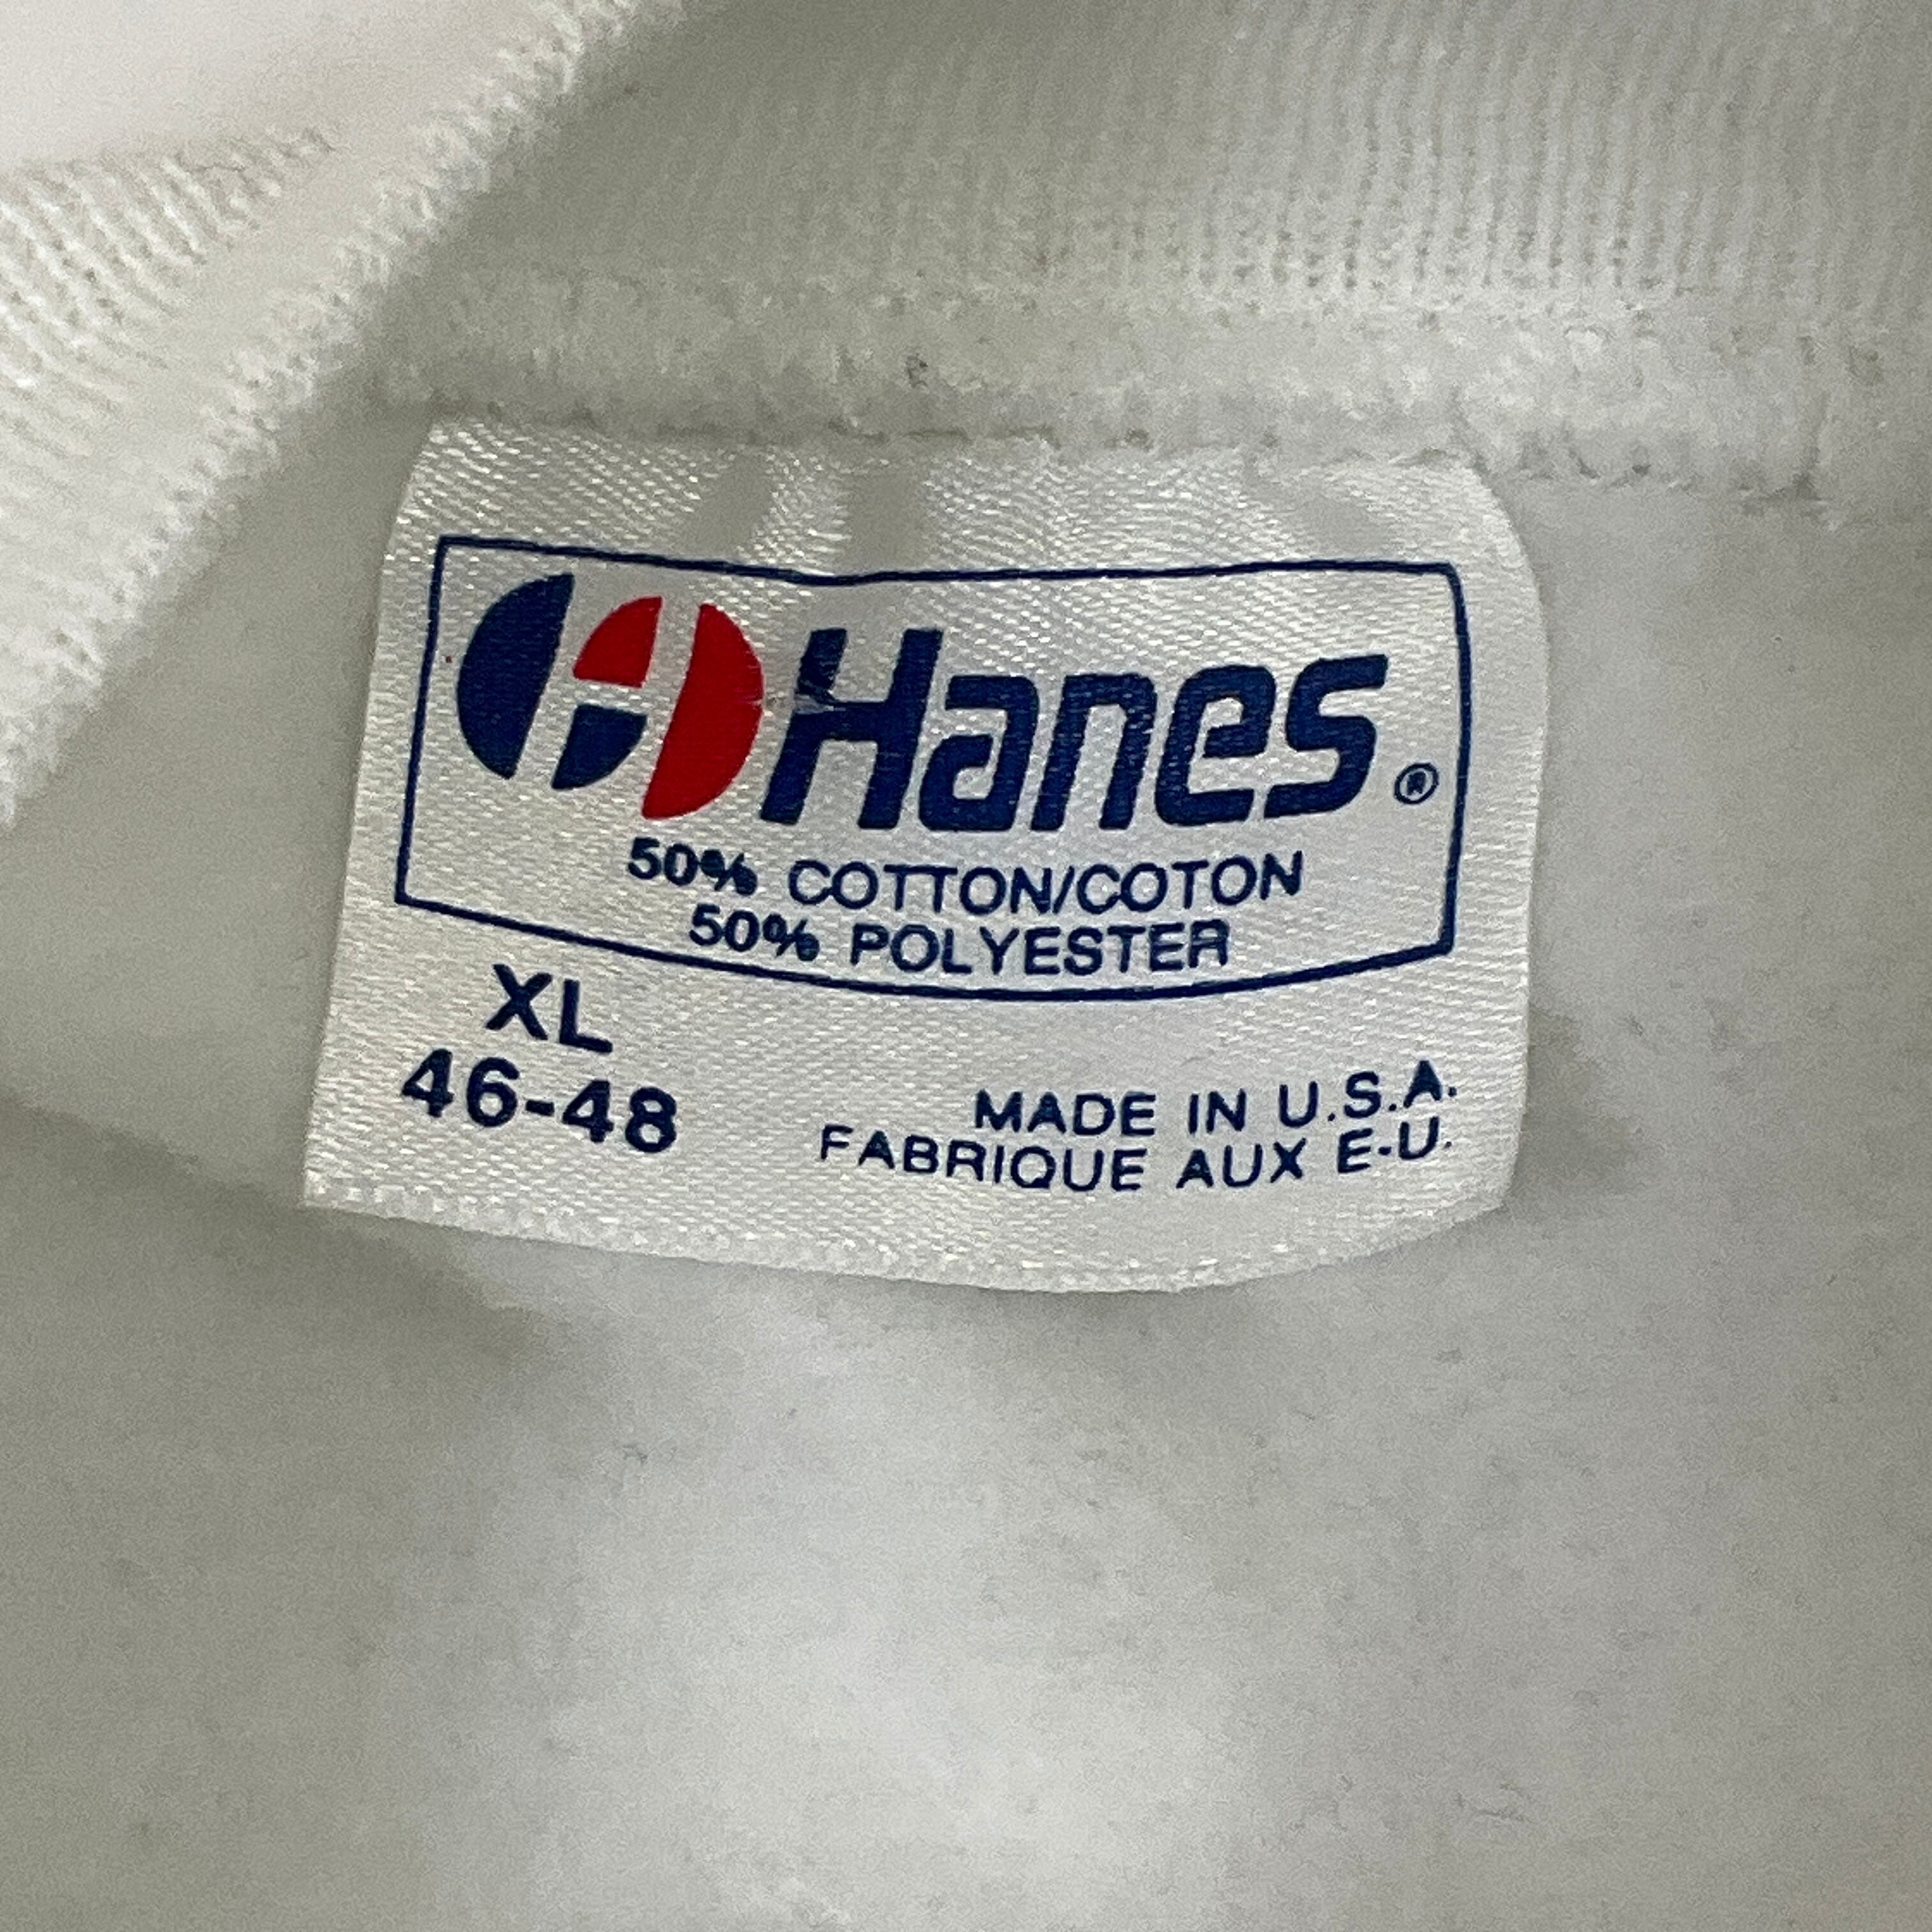 Hanes®
50% COTTON/COTON
50% POLYESTER
XL
46-48
MADE IN U.S.A.
FABRIQUE AUX E-U.